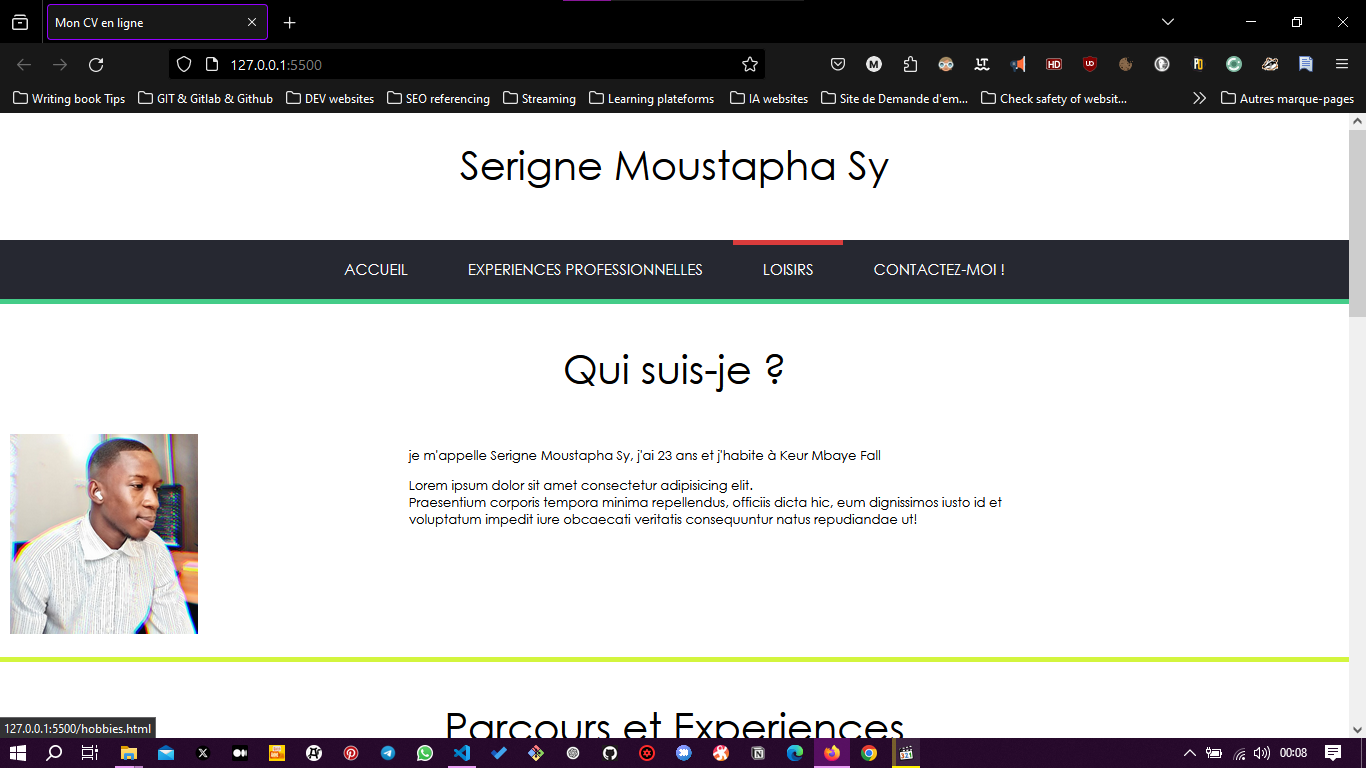 Mon CV en ligne
127.0.0.1:5500
Writing book Tips
GIT & Gitlab & Github
DEV websites
SEO referencing
Streaming
Learning plateforms
IA websites
Site de Demande d'em...
Check safety of websit...
Autres marque-pages
Serigne Moustapha Sy
ACCUEIL
EXPERIENCES PROFESSIONNELLES
LOISIRS
CONTACTEZ-MOI !
Qui suis-je ?
je m'appelle Serigne Moustapha Sy, j'ai 23 ans et j'habite à Keur Mbaye Fall
Lorem ipsum dolor sit amet consectetur adipisicing elit.
Praesentium corporis tempora minima repellendus, officiis dicta hic, eum dignissimos iusto id et
voluptatum impedit iure obcaecati veritatis consequuntur natus repudiandae ut!
Parcours et Experiences
127.0.0.1:5500/hobbies.html
00:08